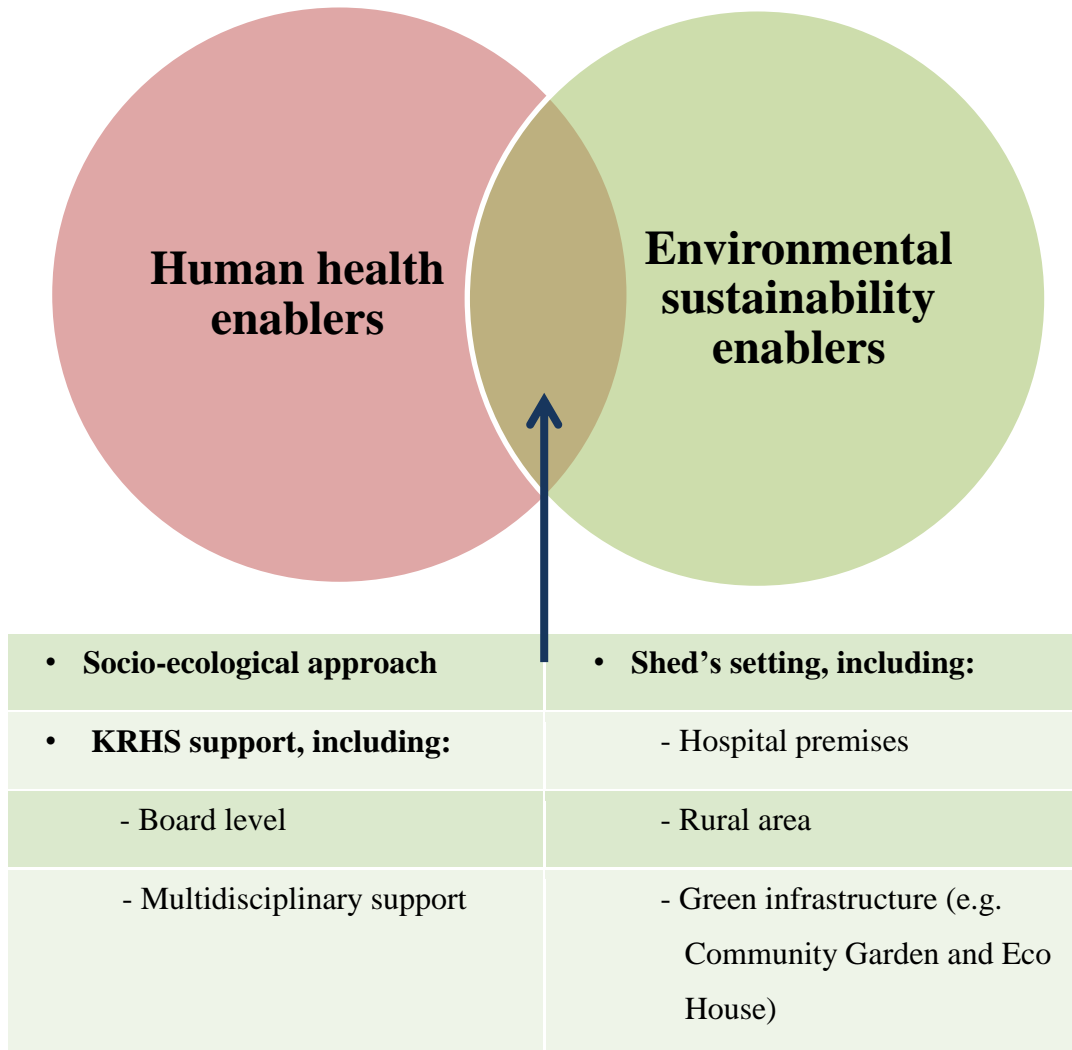 Human health
enablers
Environmental
sustainability
enablers
• Socio-ecological approach
• KRHS support, including:
- Board level
- Multidisciplinary support
• Shed’s setting, including:
- Hospital premises
- Rural area
- Green infrastructure (e.g.
Community Garden and Eco
House)